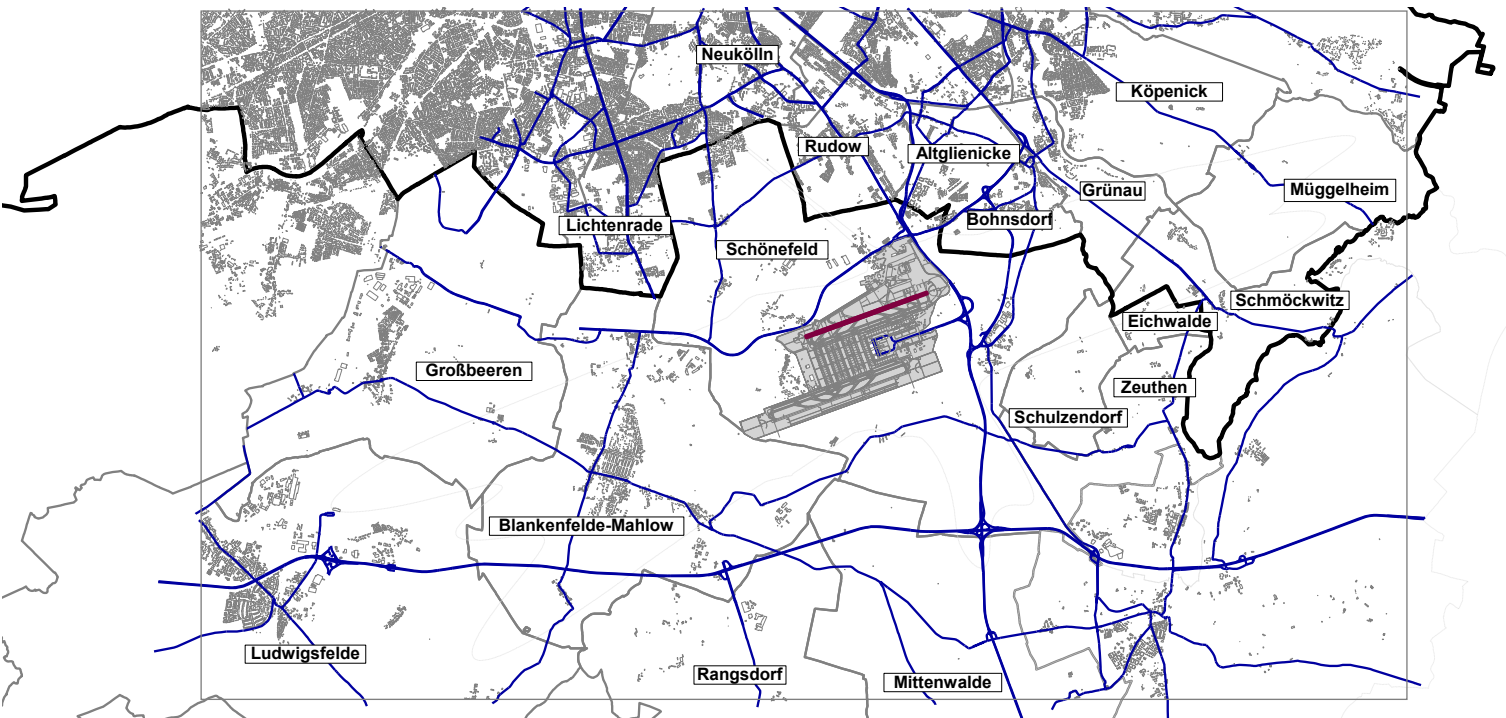 Neukölln
Köpenick
Rudow
Altglienicke
Grünau
Müggelheim
Lichtenrade
Bohnsdorf
Schönefeld
Schmöckwitz
Eichwalde
Großbeeren
Zeuthen
Schulzendorf
Blankenfelde-Mahlow
Ludwigsfelde
Rangsdorf
Mittenwalde